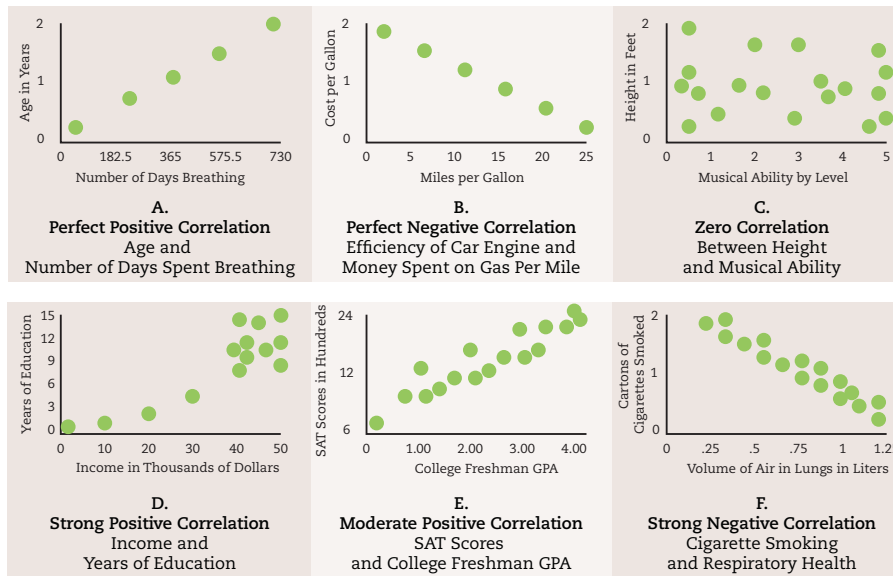 Age in Years
2
1
0
0 182.5 365 575.5 730
Number of Days Breathing
A.
Perfect Positive Correlation
Age and
Number of Days Spent Breathing
Cost per Gallon
2
1
0
0 5 10 15 20 25
Miles per Gallon
B.
Perfect Negative Correlation
Efficiency of Car Engine and
Money Spent on Gas Per Mile
Height in Feet
2
1
0
0 1 2 3 4 5
Musical Ability by Level
C.
Zero Correlation
Between Height
and Musical Ability
Years of Education
15
12
9
6
3
0
0 10 20 30 40 50
Income in Thousands of Dollars
D.
Strong Positive Correlation
Income and
Years of Education
SAT Scores in Hundreds
24
12
6
1.00 2.00 3.00 4.00
College Freshman GPA
E.
Moderate Positive Correlation
SAT Scores
and College Freshman GPA
Cartons of
Cigarettes Smoked
2
1
0
.25 .5 .75 1 1.2
Volume of Air in Lungs in Liters
F.
Strong Negative Correlation
Cigarette Smoking
and Respiratory Health